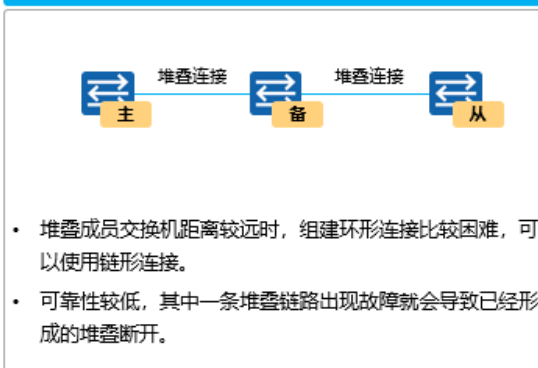 堆叠连接 堆叠连接
主 备 从
• 堆叠成员交换机距离较远时，组建环形连接比较困难，可
以使用链形连接。
• 可靠性较低，其中一条堆叠链路出现故障就会导致已经形
成的堆叠断开。